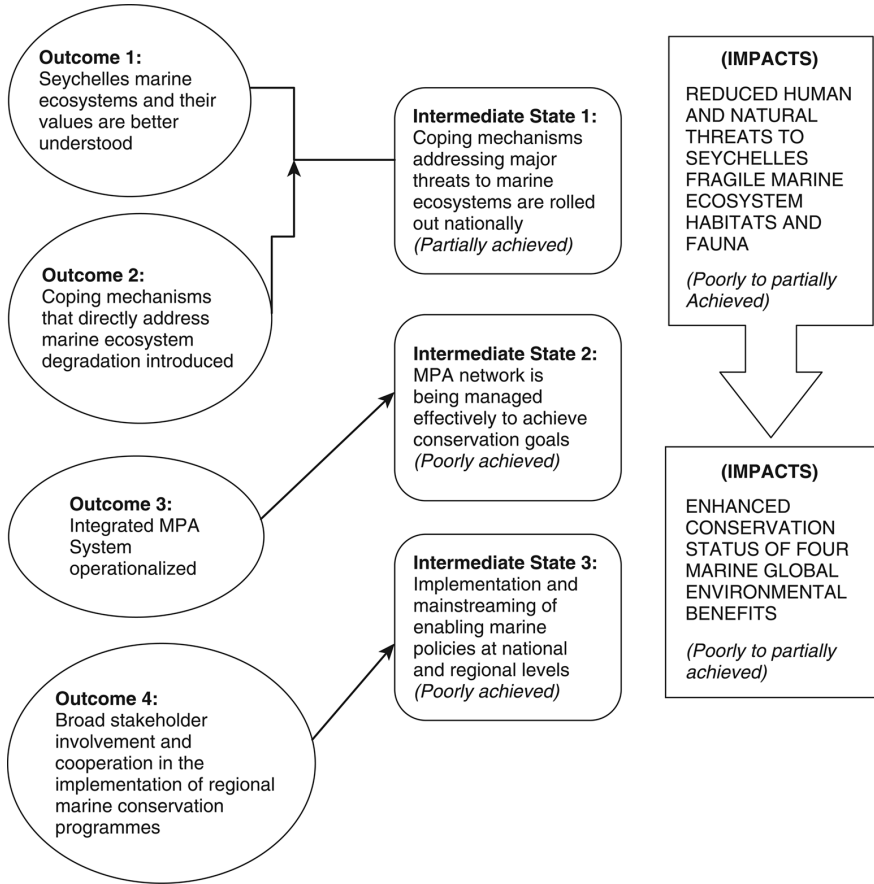 Outcome 1:
Seychelles marine
ecosystems and their
values are better
understood
Outcome 2:
Coping mechanisms
that directly address
marine ecosystem
degradation introduced
Outcome 3:
Integrated MPA
System
operationalized
Outcome 4:
Broad stakeholder
involvement and
cooperation in the
implementation of regional
marine conservation
programmes
Intermediate State 1:
Coping mechanisms
addressing major
threats to marine
ecosystems are rolled
out nationally
(Partially achieved)
Intermediate State 2:
MPA network is
being managed
effectively to achieve
conservation goals
(Poorly achieved)
Intermediate State 3:
Implementation and
mainstreaming of
enabling marine
policies at national
and regional levels
(Poorly achieved)
(IMPACTS)
REDUCED HUMAN
AND NATURAL
THREATS TO
SEYCHELLES
FRAGILE MARINE
ECOSYSTEM
HABITATS AND
FAUNA
(Poorly to partially
Achieved)
(IMPACTS)
ENHANCED
CONSERVATION
STATUS OF FOUR
MARINE GLOBAL
ENVIRONMENTAL
BENEFITS
(Poorly to partially
achieved)